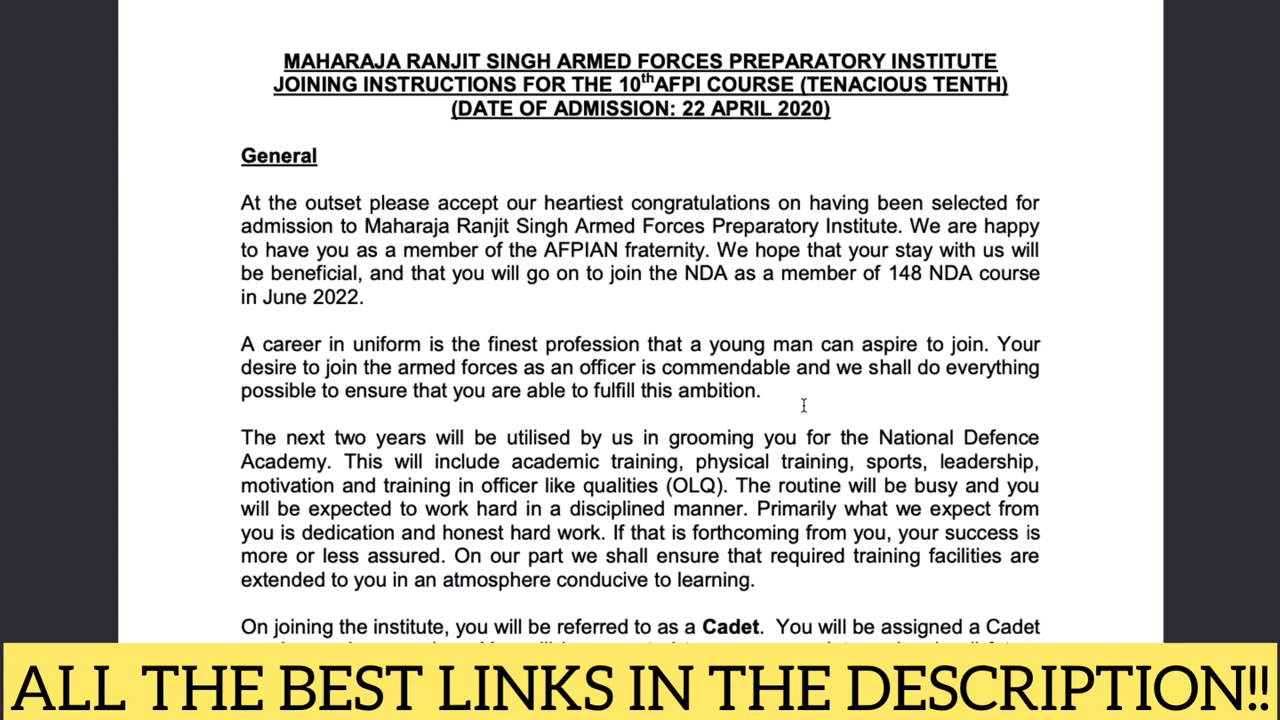 MAHARAJA RANJIT SINGH ARMED FORCES PREPARATORY INSTITUTE
JOINING INSTRUCTIONS FOR THE 10thAFPI COURSE (TENACIOUS TENTH)
(DATE OF ADMISSION: 22 APRIL 2020)
General
At the outset please accept our heartiest congratulations on having been selected for
admission to Maharaja Ranjit Singh Armed Forces Preparatory Institute. We are happy
to have you as a member of the AFPIAN fraternity. We hope that your stay with us will
be beneficial, and that you will go on to join the NDA as a member of 148 NDA course
in June 2022.
A career in uniform is the finest profession that a young man can aspire to join. Your
desire to join the armed forces as an officer is commendable and we shall do everything
possible to ensure that you are able to fulfill this ambition.
The next two years will be utilised by us in grooming you for the National Defence
Academy. This will include academic training, physical training, sports, leadership,
motivation and training in officer like qualities (OLQ). The routine will be busy and you
will be expected to work hard in a disciplined manner. Primarily what we expect from
you is dedication and honest hard work. If that is forthcoming from you, your success is
more or less assured. On our part we shall ensure that required training facilities are
extended to you in an atmosphere conducive to learning.
On joining the institute, you will be referred to as a Cadet. You will be assigned a Cadet
ALL THE BEST LINKS IN THE DESCRIPTION!!